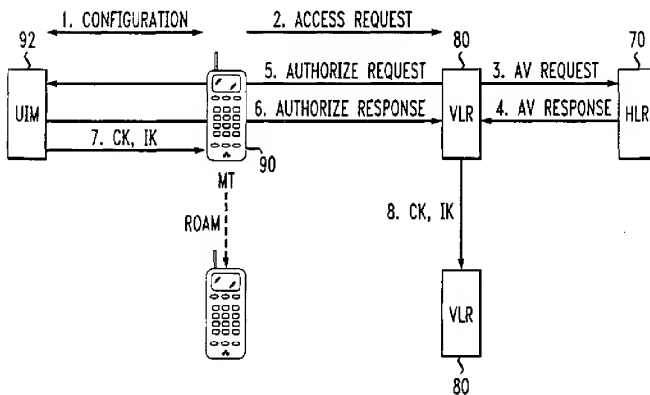 1. CONFIGURATION
2. ACCESS REQUEST
92
80
70
5. AUTHORIZE REQUEST
3. AV REQUEST
UIM
6. AUTHORIZE RESPONSE
VLR
4. AV RESPONSE
HLR
7. CK, IK
90
MT
ROAM
8. CK, IK
VLR
80